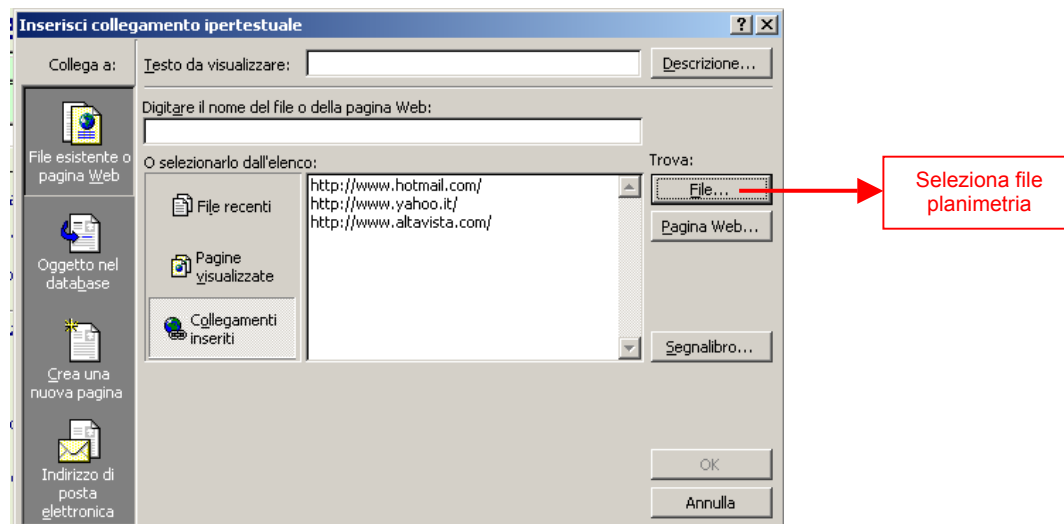 Inserisci collegamento ipertestuale
Collega a:
Testo da visualizzare:
Descrizione...
Digitare il nome del file o della pagina Web:
File esistente o
pagina Web
O selezionarlo dall'elenco:
Trova:
File recenti
Pagine
visualizzate
Collegamenti
inseriti
http://www.hotmail.com/
http://www.yahoo.it/
http://www.altavista.com/
File...
Pagina Web...
Segnalibro...
Seleziona file
planimetria
Oggetto nel
database
Crea una
nuova pagina
Indirizzo di
posta
elettronica
OK
Annulla